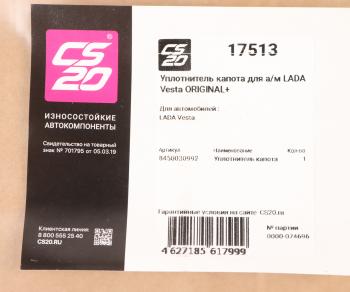 CS
20
ИЗНОСОСТОЙКИЕ
АВТОКОМПОНЕНТЫ
Свидетельство на товарный
знак № 701795 от 05.03.19
Клиентская линия:
8 800 555 25 40
CS20.RU
CS
20
17513
Уплотнитель капота для а/м LADA
Vesta ORIGINAL+
Для автомобилей:
LADA Vesta
Артикул Наименование Кол-во
8450030992 Уплотнитель капота 1
Гарантийные условия на сайте CS20.ru
4 627185 617999
№ партии
0000-074696